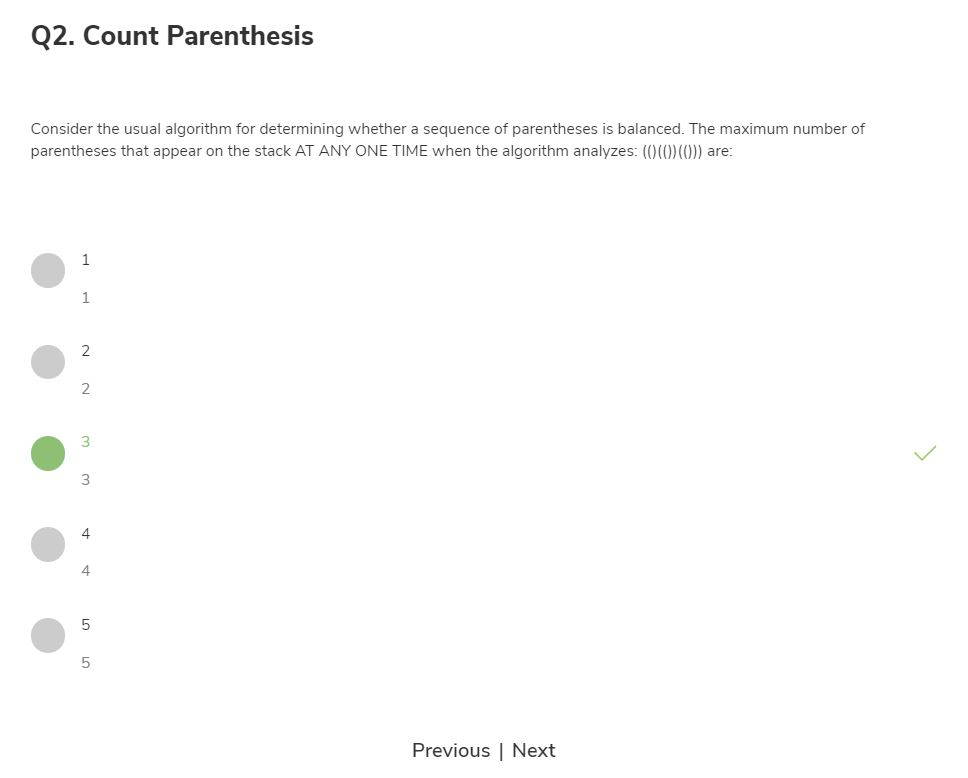 Q2. Count Parenthesis
Consider the usual algorithm for determining whether a sequence of parentheses is balanced. The maximum number of
parentheses that appear on the stack AT ANY ONE TIME when the algorithm analyzes: (()(())(())) are:
1
1
2
2
3
3
4
4
5
5
Previous | Next